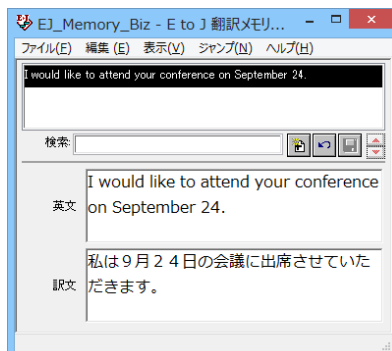 EJ_Memory_Biz - E to J 翻訳メモリ...
ファイル(F) 編集(E) 表示(V) ジャンプ(N) ヘルプ(H)
I would like to attend your conference on September 24.
検索:
英文
I would like to attend your conference
on September 24.
訳文
私は９月２４日の会議に出席させていた
だきます。